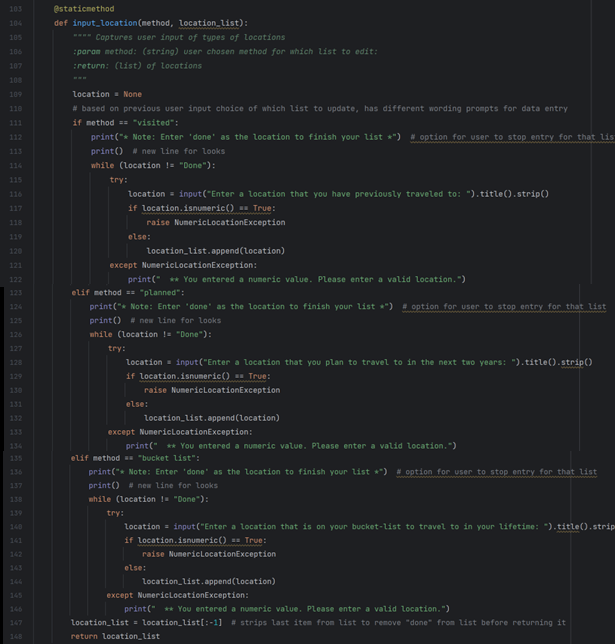 103 @staticmethod
104 def input_location(method, location_list):
105 """" Captures user input of types of locations
106 :param method: (string) user chosen method for which list to edit:
107 :return: (list) of locations
108 """
109 location = None
110 # based on previous user input choice of which list to update, has different wording prompts for data entry
111 if method == "visited":
112 print("* Note: Enter 'done' as the location to finish your list *") # option for user to stop entry for that lis
113 print() # new line for looks
114 while (location != "Done"):
115 try:
116 location = input("Enter a location that you have previously traveled to: ").title().strip()
117 if location.isnumeric() == True:
118 raise NumericLocationException
119 else:
120 location_list.append(location)
121 except NumericLocationException:
122 print("  ** You entered a numeric value. Please enter a valid location.")
123 elif method == "planned":
124 print("* Note: Enter 'done' as the location to finish your list *") # option for user to stop entry for that list
125 print() # new line for looks
126 while (location != "Done"):
127 try:
128 location = input("Enter a location that you plan to travel to in the next two years: ").title().strip()
129 if location.isnumeric() == True:
130 raise NumericLocationException
131 else:
132 location_list.append(location)
133 except NumericLocationException:
134 print("  ** You entered a numeric value. Please enter a valid location.")
135 elif method == "bucket list":
136 print("* Note: Enter 'done' as the location to finish your list *") # option for user to stop entry for that list
137 print() # new line for looks
138 while (location != "Done"):
139 try:
140 location = input("Enter a location that is on your bucket-list to travel to in your lifetime: ").title().strip
141 if location.isnumeric() == True:
142 raise NumericLocationException
143 else:
144 location_list.append(location)
145 except NumericLocationException:
146 print("  ** You entered a numeric value. Please enter a valid location.")
147 location_list = location_list[:-1] # strips last item from list to remove "done" from list before returning it
148 return location_list